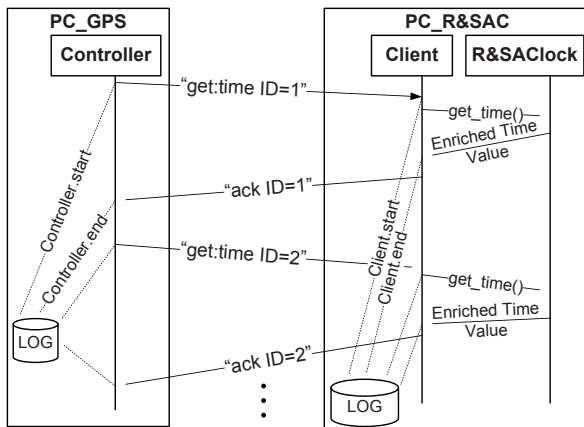 PC_GPS
PC_R&SAC
Controller
Client
R&SAClock
“get:time ID=1”
get_time()
Enriched Time
Value
“ack ID=1”
Controller.start
Controller.end
Client.start
Client.end
“get:time ID=2”
get_time()
Enriched Time
Value
LOG
“ack ID=2”
LOG